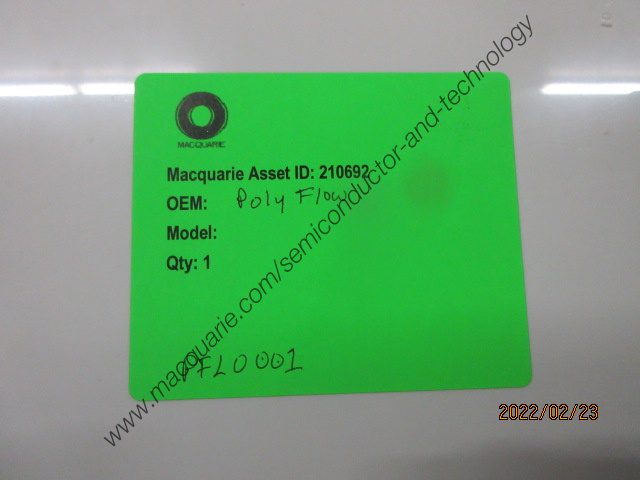 MACQUARIE
Macquarie Asset ID: 210692
OEM: Poly Flow
Model:
Qty: 1
PFL0001
www.macquarie.com/semiconductor-and-technology
2022/02/23